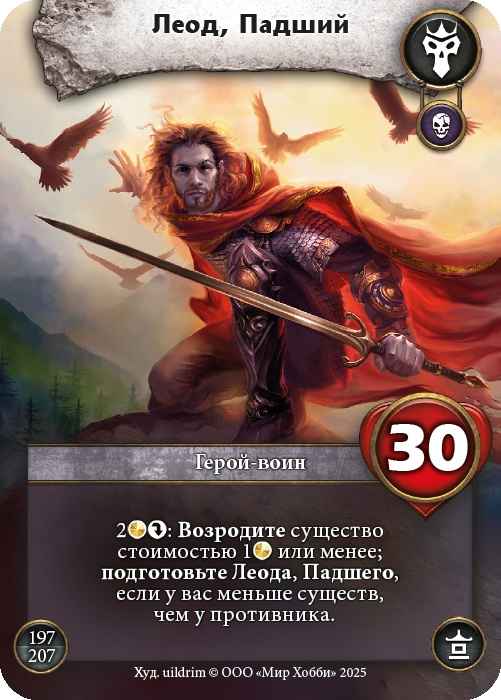 Леод, Падший
30
Герой-воин
2: Возродите существо
стоимостью 1 или менее;
подготовьте Леода, Падшего,
если у вас меньше существ,
чем у противника.
197
207
Худ. uildrim © ООО «Мир Хобби» 2025